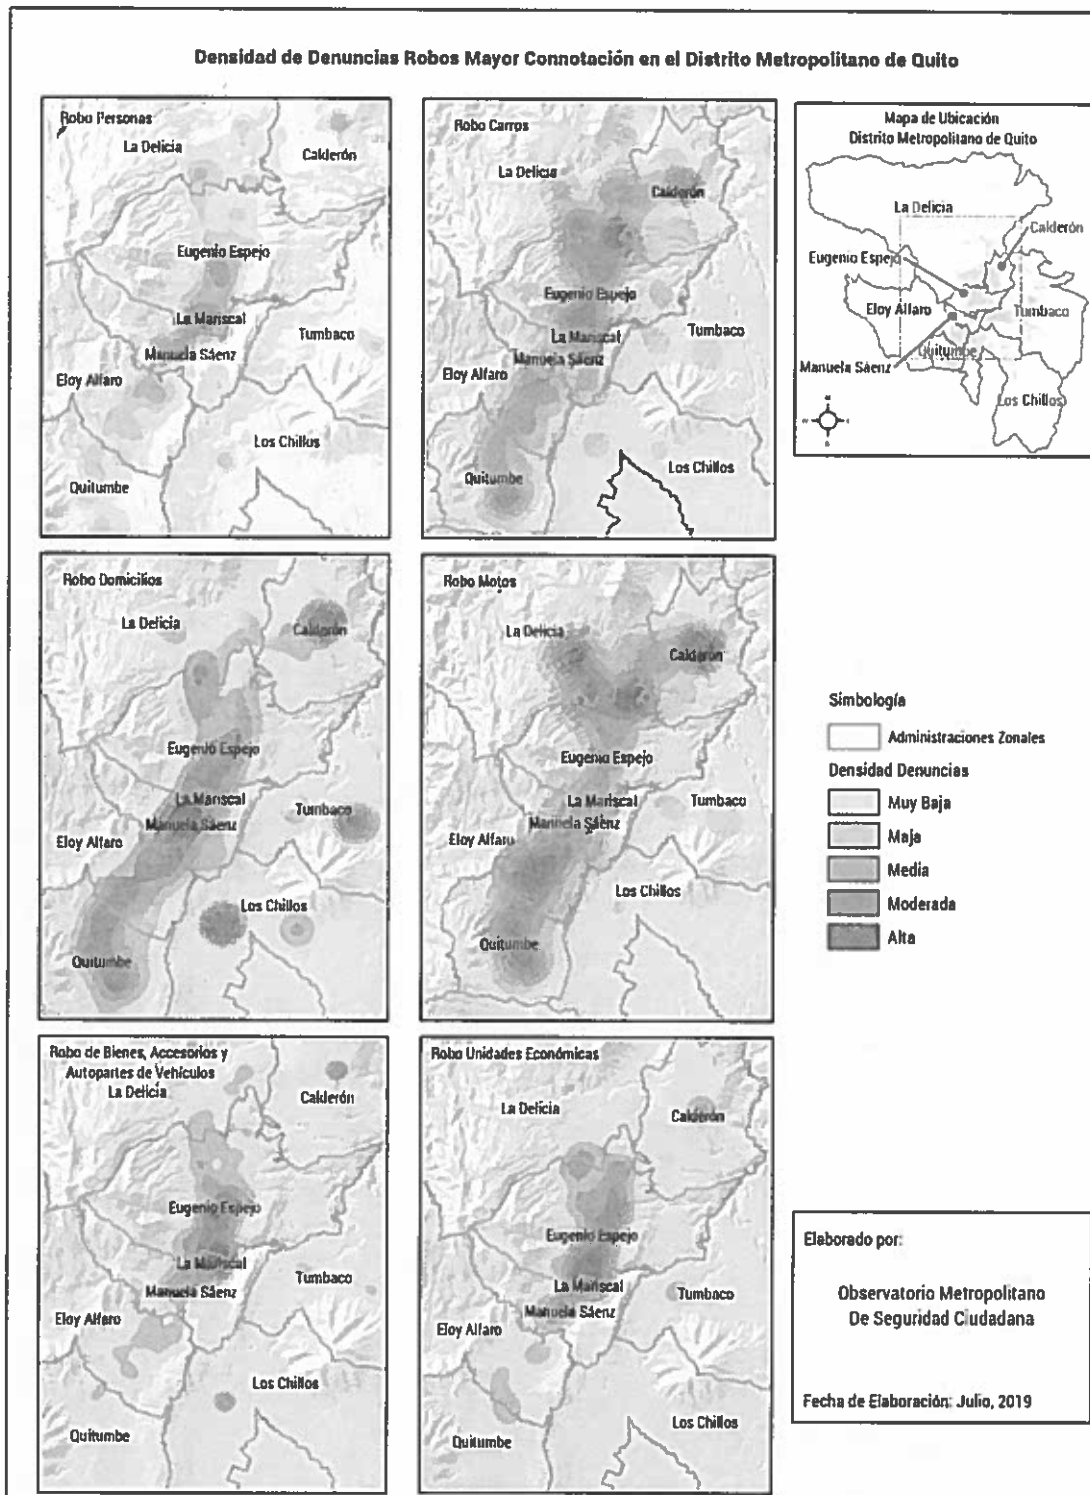 Densidad de Denuncias Robos Mayor Connotación en el Distrito Metropolitano de Quito
Robo Personas
La Delicia
Calderón
Eugenio Espejo
La Mariscal
Tumbaco
Manuela Sáenz
Eloy Alfaro
Los Chillos
Quitumbe
Robo Carros
La Delicia
Calderón
Eugenio Espejo
Tumbaco
La Mariscal
Manuela Sáenz
Eloy Alfaro
Los Chillos
Quitumbe
Mapa de Ubicación
Distrito Metropolitano de Quito
La Delicia
Calderón
Eugenio Espejo
Eloy Alfaro
Tumbaco
Quitumbe
Manuela Sáenz
Los Chillos
Robo Domicilios
La Delicia
Calderón
Eugenio Espejo
La Mariscal
Tumbaco
Manuela Sáenz
Eloy Alfaro
Los Chillos
Quitumbe
Robo Motos
La Delicia
Calderón
Eugenio Espejo
La Mariscal
Tumbaco
Manuela Sáenz
Eloy Alfaro
Los Chillos
Quitumbe
Simbología
Administraciones Zonales
Densidad Denuncias
Muy Baja
Maja
Media
Moderada
Alta
Robo de Bienes, Accesorios y
Autopartes de Vehículos
La Delicia
Calderón
Eugenio Espejo
La Mariscal
Tumbaco
Manuela Sáenz
Eloy Alfaro
Los Chillos
Quitumbe
Robo Unidades Económicas
La Delicia
Calderón
Eugenio Espejo
La Mariscal
Tumbaco
Manuela Sáenz
Eloy Alfaro
Los Chillos
Quitumbe
Elaborado por:
Observatorio Metropolitano
De Seguridad Ciudadana
Fecha de Elaboración: Julio, 2019